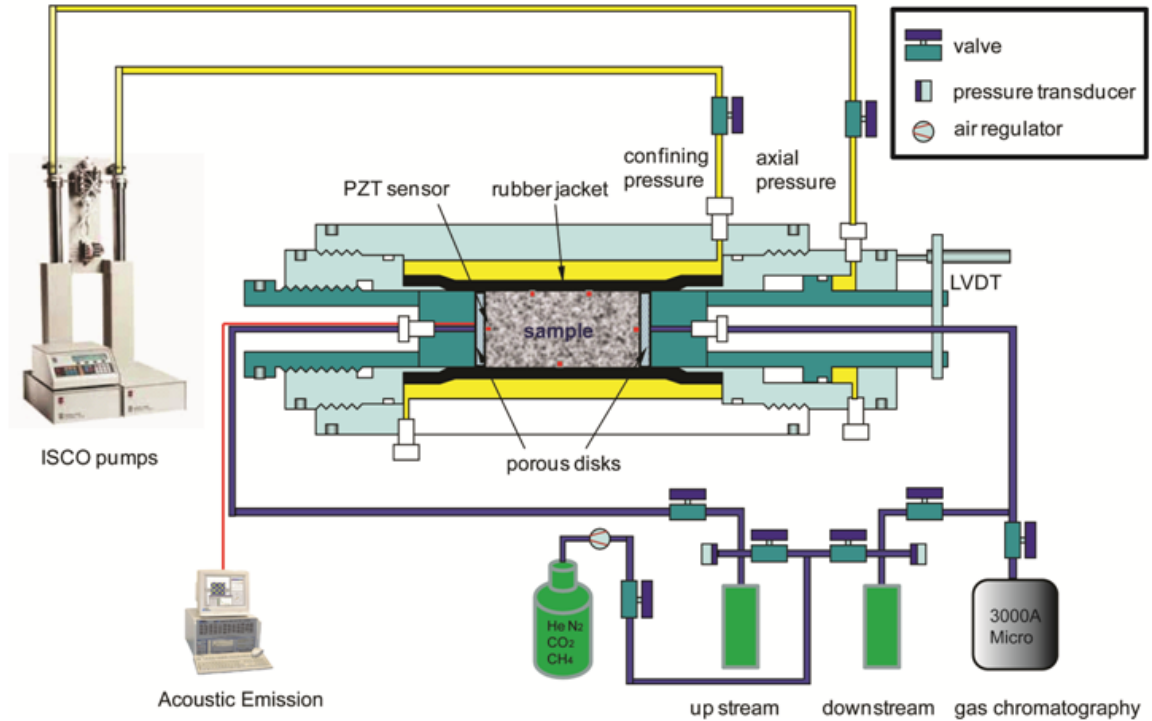 valve
pressure transducer
air regulator
confining
pressure
axial
pressure
PZT sensor
rubber jacket
LVDT
sample
ISCO pumps
porous disks
He N₂
CO₂
CH₄
3000A
Micro
Acoustic Emission
up stream
downstream
gas chromatography